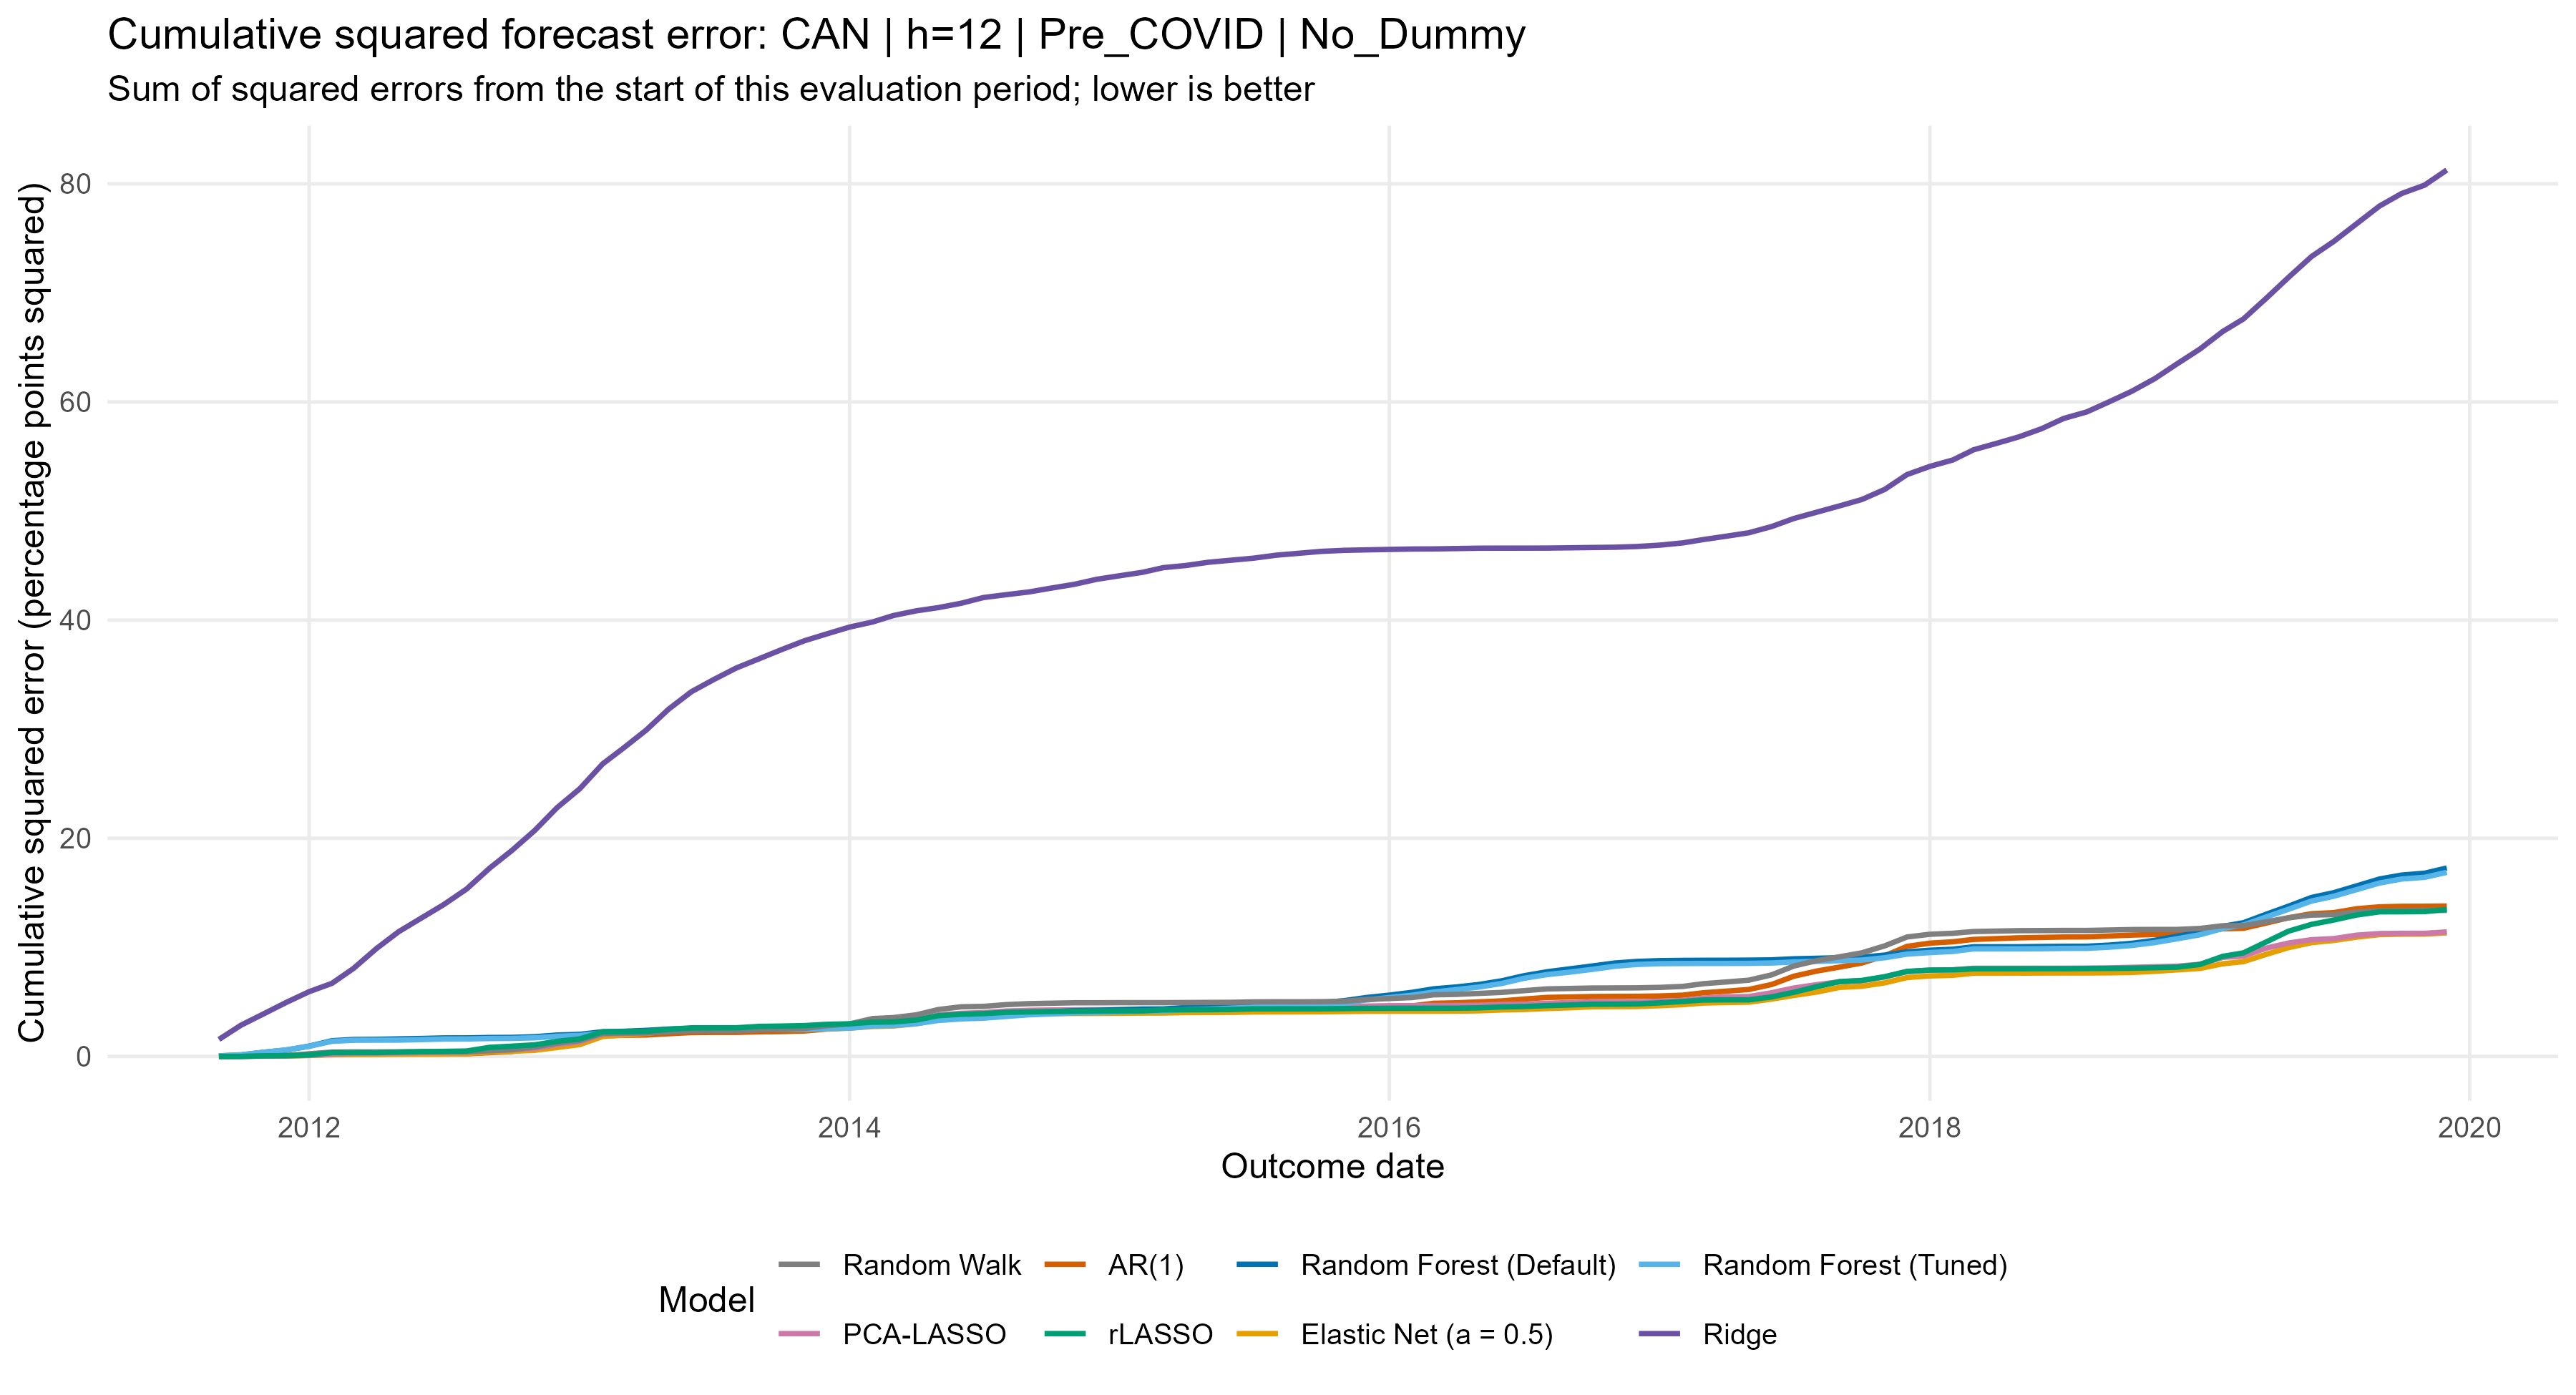 Cumulative squared forecast error: CAN | h=12 | Pre_COVID | No_Dummy
Sum of squared errors from the start of this evaluation period; lower is better
Cumulative squared error (percentage points squared)
80
60
40
20
0
2012 2014 2016 2018 2020
Outcome date
Model
Random Walk AR(1) Random Forest (Default) Random Forest (Tuned)
PCA-LASSO rLASSO Elastic Net (a = 0.5) Ridge